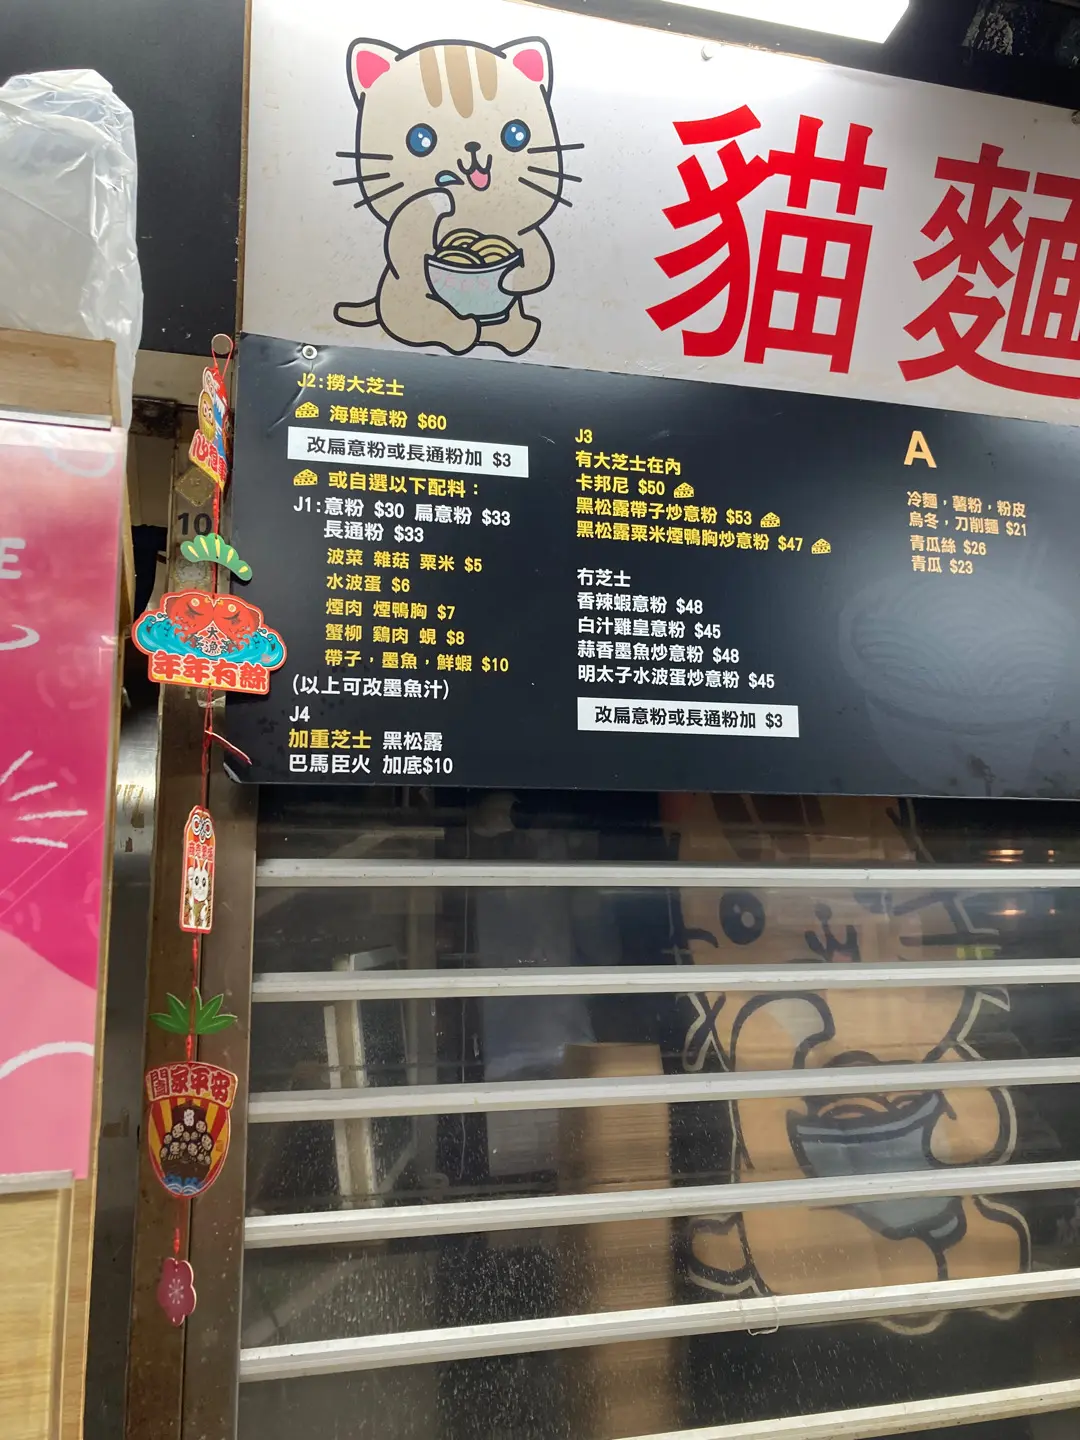 貓麵
J2:撈大芝士
海鮮意粉 $60
改扁意粉或長通粉加 $3
或自選以下配料：
J1:意粉 $30 扁意粉 $33
長通粉 $33
波菜 雜菇 粟米 $5
水波蛋 $6
煙肉 煙鴨胸 $7
蟹柳 鷄肉 蜆 $8
帶子，墨魚，鮮蝦 $10
(以上可改墨魚汁)
J4
加重芝士 黑松露
巴馬臣火 加底$10
J3
有大芝士在內
卡邦尼 $50
黑松露帶子炒意粉 $53
黑松露粟米煙鴨胸炒意粉 $47
冇芝士
香辣蝦意粉 $48
白汁雞皇意粉 $45
蒜香墨魚炒意粉 $48
明太子水波蛋炒意粉 $45
改扁意粉或長通粉加 $3
A
冷麵，薯粉，粉皮
烏冬，刀削麵 $21
青瓜絲 $26
青瓜 $23
10
E
大漁
年年有餘
闔家平安